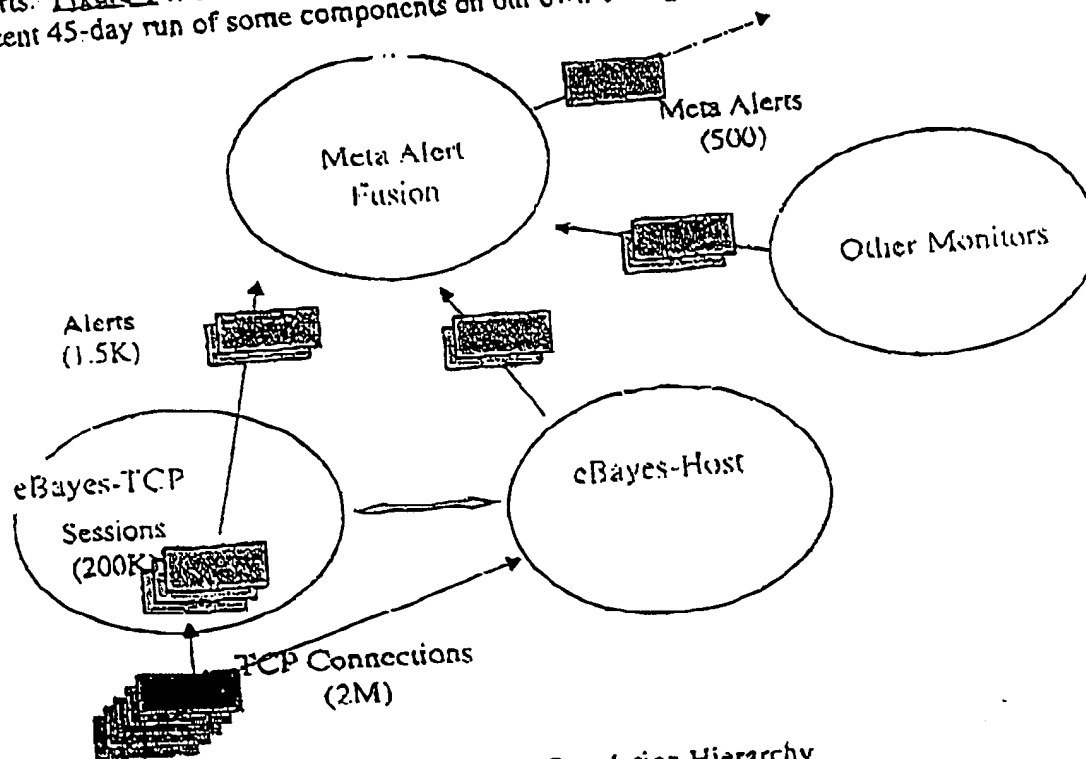 cent 45-day run of some components on our own
Meta Alerts
(500)
Meta Alert
Fusion
Other Monitors
Alerts
(1.5K)
eBayes-TCP
eBayes-Host
Sessions
(200K)
TCP Connections
(2M)
Hierarchy